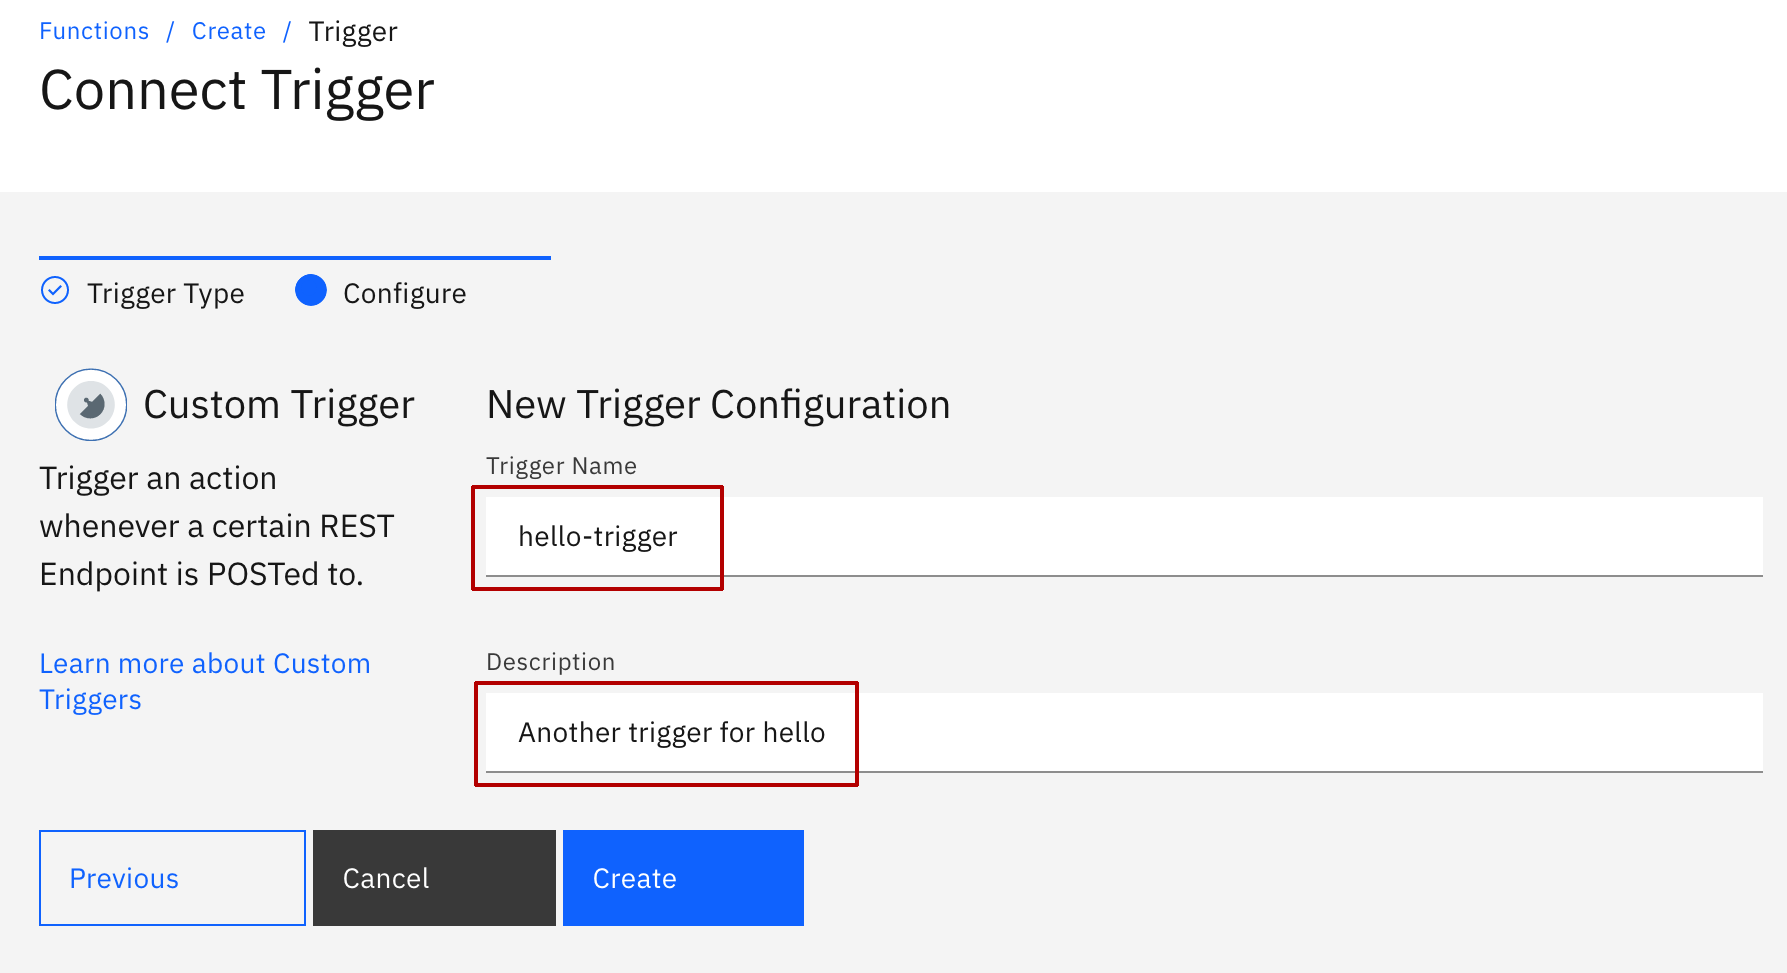 Functions / Create / Trigger
Connect Trigger
Trigger Type
Configure
Custom Trigger
Trigger an action
whenever a certain REST
Endpoint is POSTed to.
Learn more about Custom
Triggers
New Trigger Configuration
Trigger Name
hello-trigger
Description
Another trigger for hello
Previous
Cancel
Create